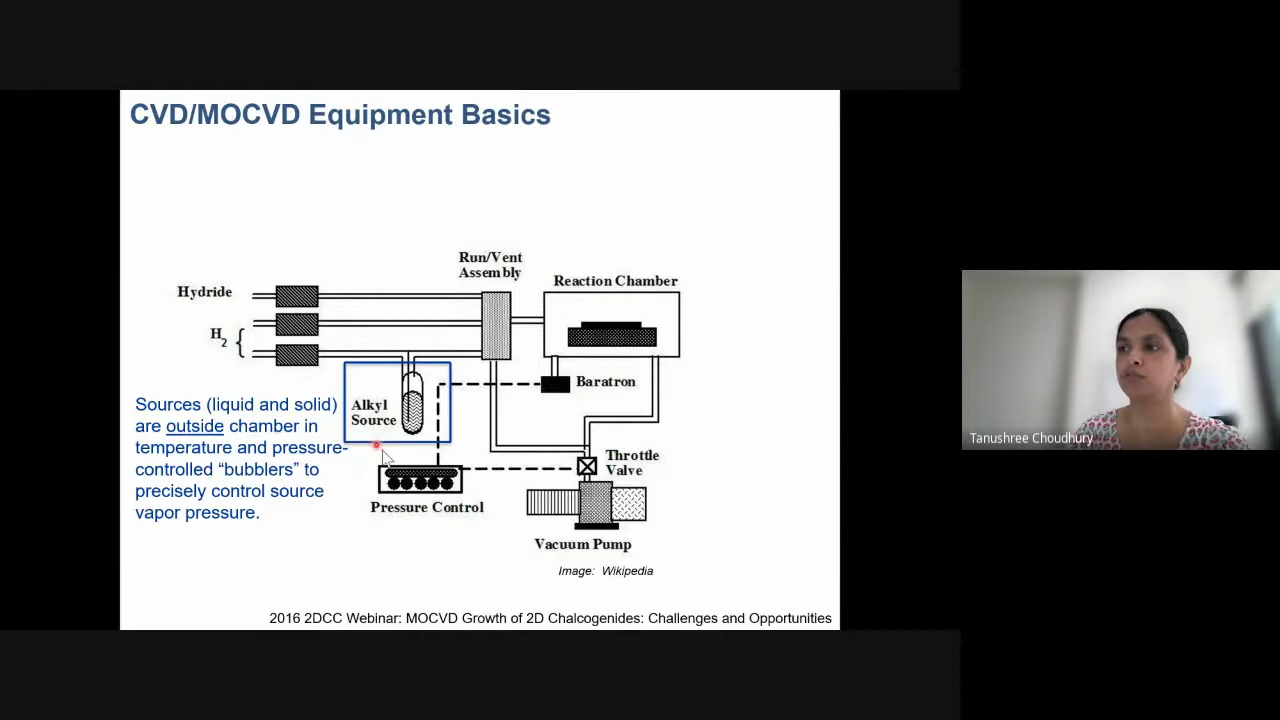 CVD/MOCVD Equipment Basics
Run/Vent
Assembly
Reaction Chamber
Hydride
H2
Baratron
Alkyl
Source
Sources (liquid and solid)
are outside chamber in
temperature and pressure-
controlled “bubblers” to
precisely control source
vapor pressure.
Throttle
Valve
Pressure Control
Vacuum Pump
Image: Wikipedia
2016 2DCC Webinar: MOCVD Growth of 2D Chalcogenides: Challenges and Opportunities
Tanushree Choudhury